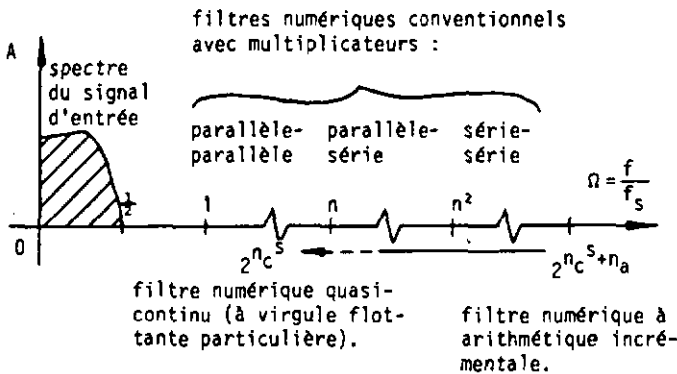 filtres numériques conventionnels
avec multiplicateurs :
A
spectre
du signal
d'entrée
parallèle- parallèle- série-
parallèle série série
Ω = f/f_s
0 1/2 1 n n²
2^{n_c^s} 2^{n_c^s+n_a}
filtre numérique quasi-
continu (à virgule flot-
tante particulière).
filtre numérique à
arithmétique incré-
mentale.